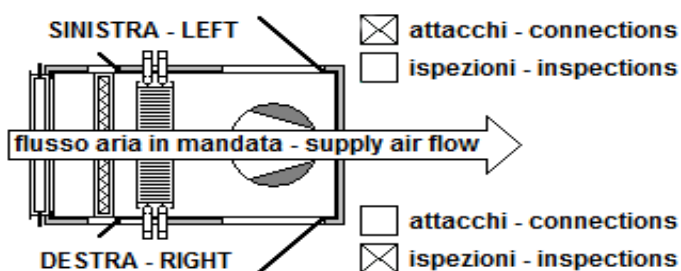 SINISTRA - LEFT
attacchi - connections
ispezioni - inspections
flusso aria in mandata - supply air flow
attacchi - connections
DESTRA - RIGHT
ispezioni - inspections